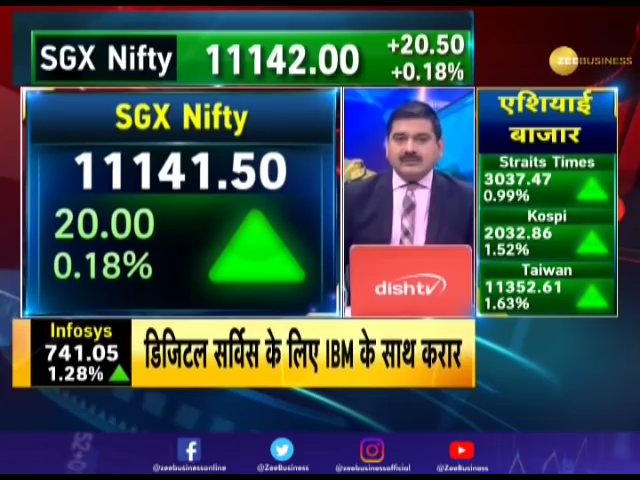 SGX Nifty
11142.00
+20.50
+0.18%
ZEEBUSINESS
SGX Nifty
11141.50
20.00
0.18%
dishtv
एशियाई
बाजार
Straits Times
3037.47
0.99%
Kospi
2032.86
1.52%
Taiwan
11352.61
1.63%
Infosys
741.05
1.28%
डिजिटल सर्विस के लिए IBM के साथ करार
@zeebusinessonline
@ZeeBusiness
@zeebusinessofficial
@ZeeBusiness